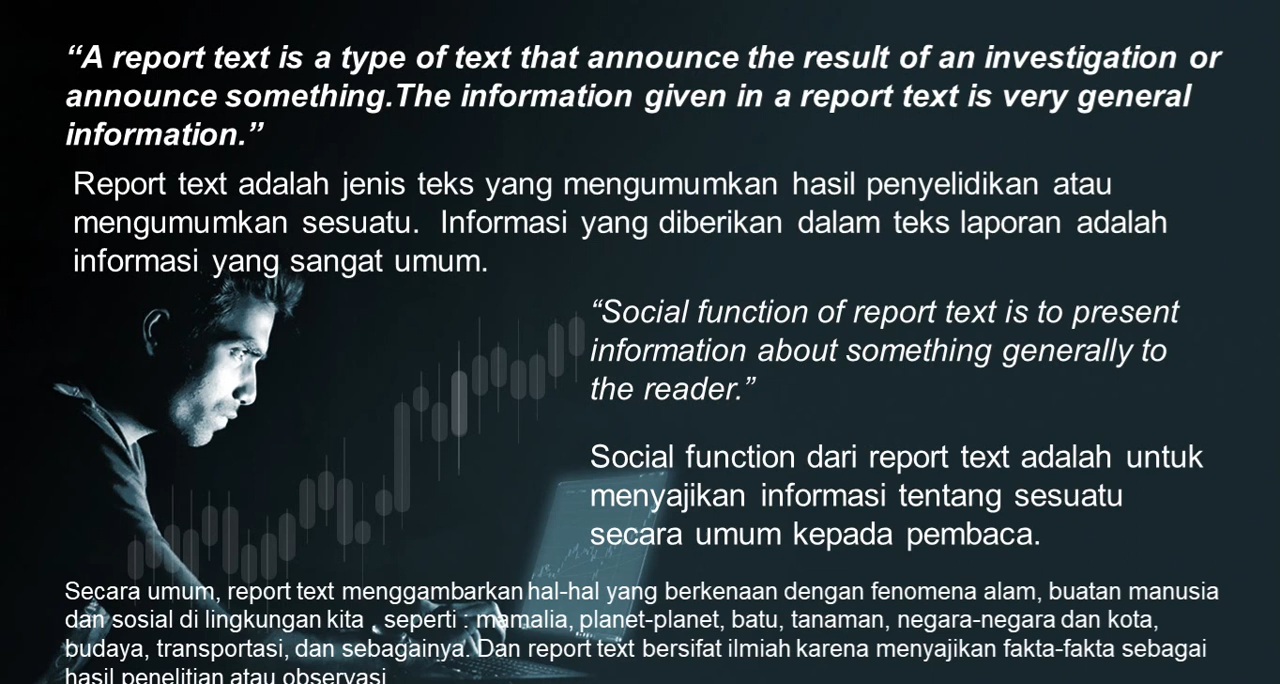 “A report text is a type of text that announce the result of an investigation or
announce something.The information given in a report text is very general
information.”
Report text adalah jenis teks yang mengumumkan hasil penyelidikan atau
mengumumkan sesuatu. Informasi yang diberikan dalam teks laporan adalah
informasi yang sangat umum.
“Social function of report text is to present
information about something generally to
the reader.”
Social function dari report text adalah untuk
menyajikan informasi tentang sesuatu
secara umum kepada pembaca.
Secara umum, report text menggambarkan hal-hal yang berkenaan dengan fenomena alam, buatan manusia
dan sosial di lingkungan kita , seperti : mamalia, planet-planet, batu, tanaman, negara-negara dan kota,
budaya, transportasi, dan sebagainya. Dan report text bersifat ilmiah karena menyajikan fakta-fakta sebagai
hasil penelitian atau observasi